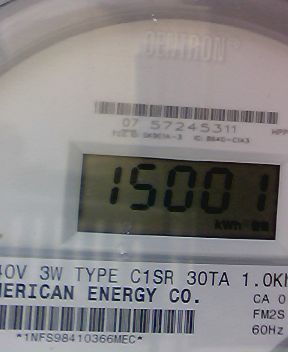 CENTRON®
07 57245311
15001
kWh
40V 3W TYPE C1SR 30TA 1.0K
MERICAN ENERGY CO.
CA 0
FM2S
60Hz
*1NFS98410366MEC*